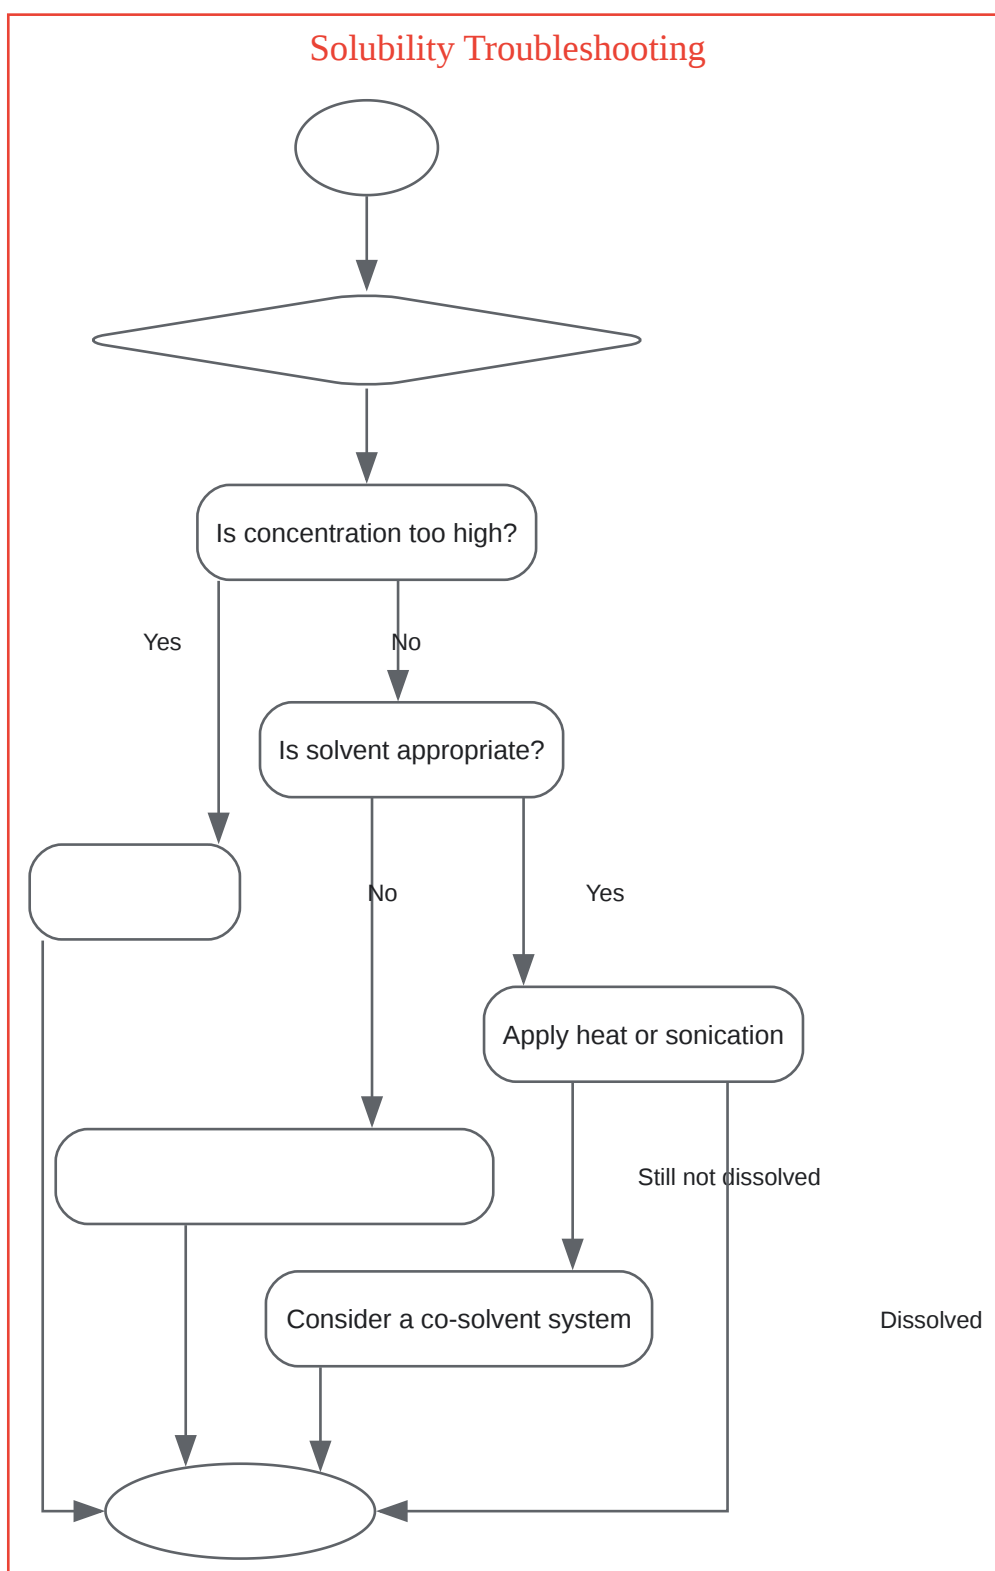 Solubility Troubleshooting
Is concentration too high?
Yes
No
Is solvent appropriate?
No
Yes
Apply heat or sonication
Still not dissolved
Consider a co-solvent system
Dissolved